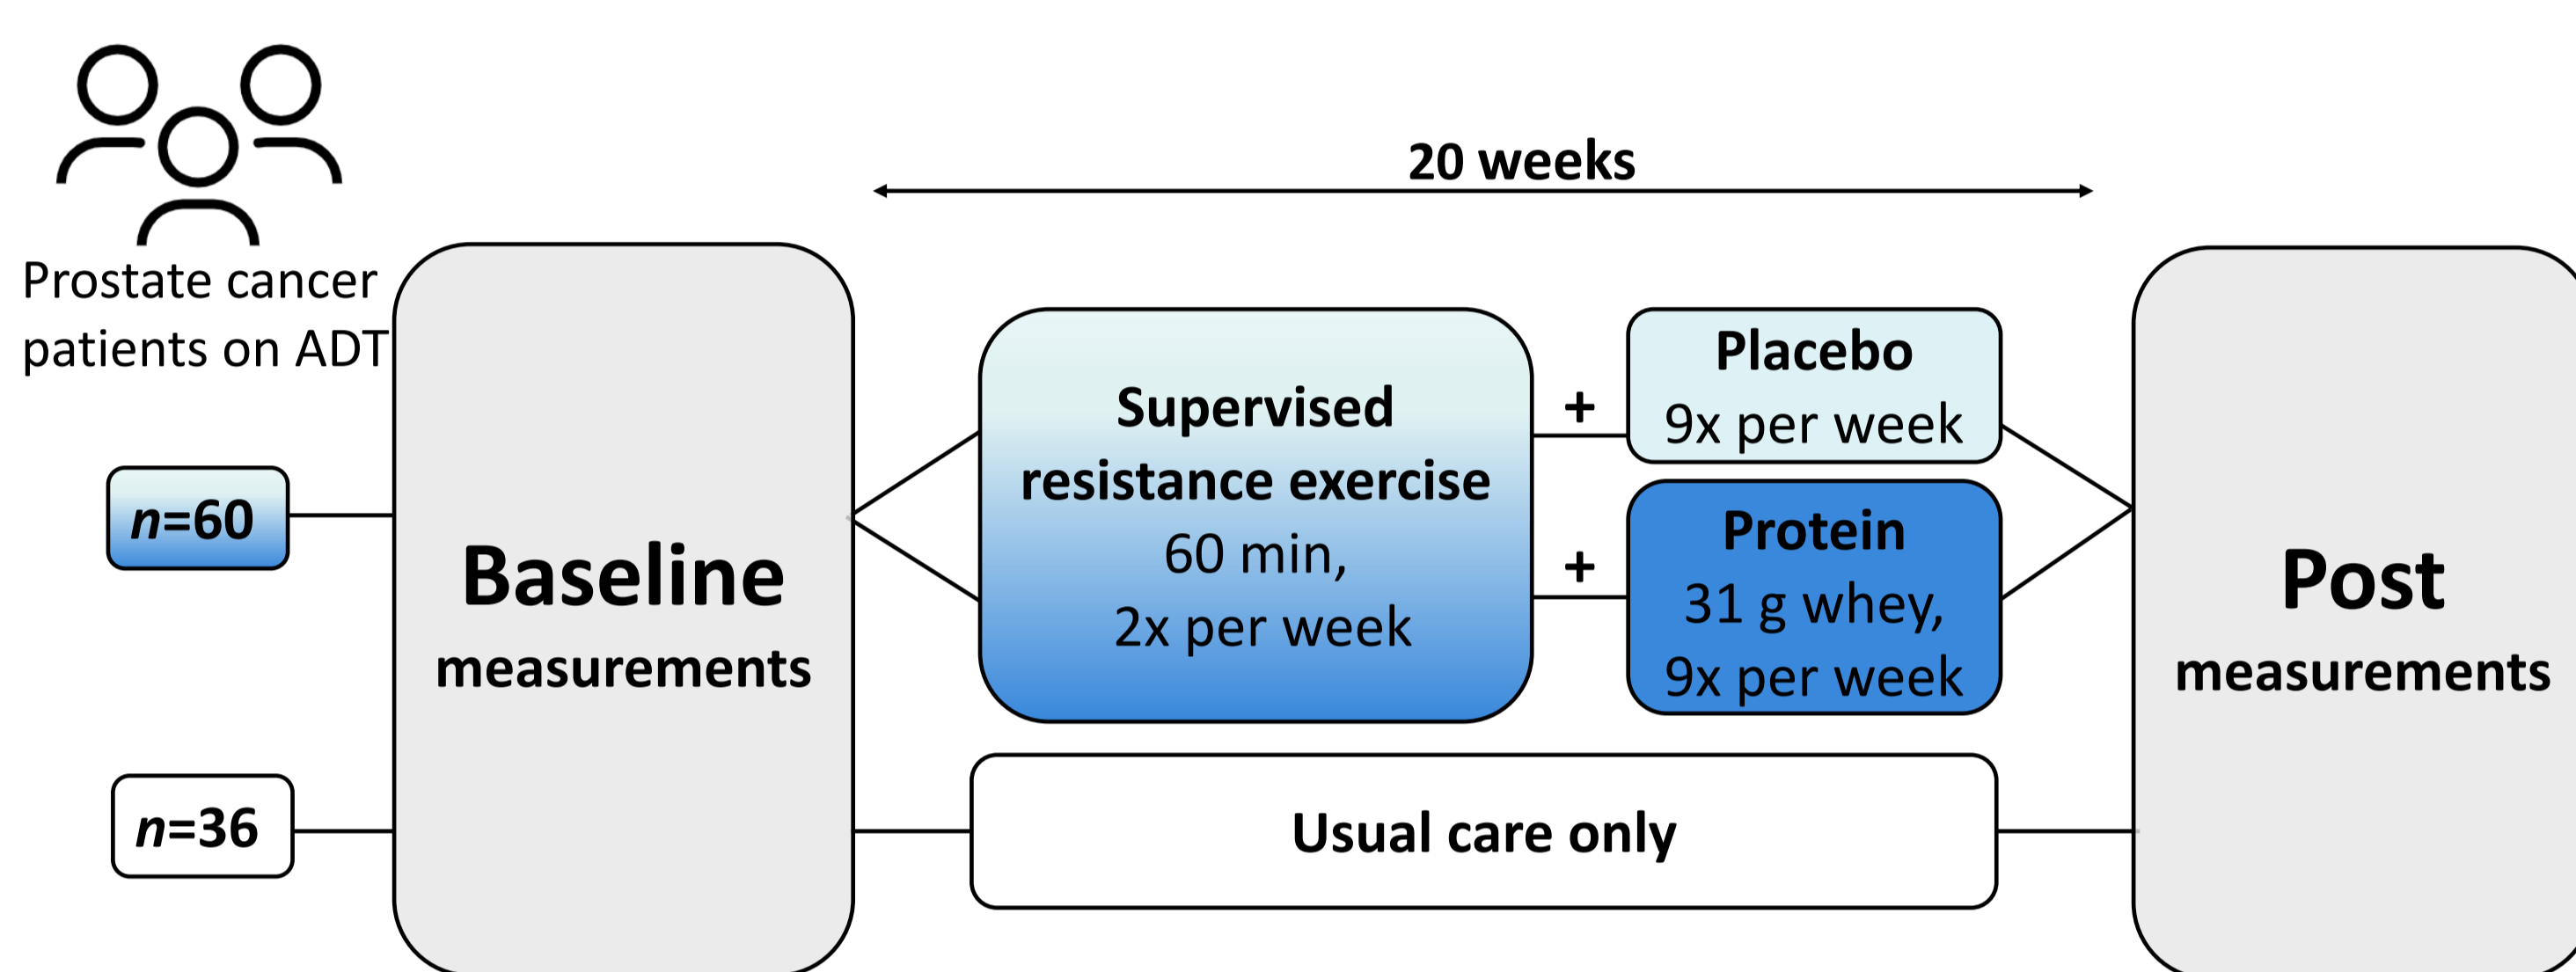 20 weeks
Prostate cancer
patients on ADT
n=60
n=36
Baseline
measurements
Supervised
resistance exercise
60 min,
2x per week
+
Placebo
9x per week
+
Protein
31 g whey,
9x per week
Usual care only
Post
measurements